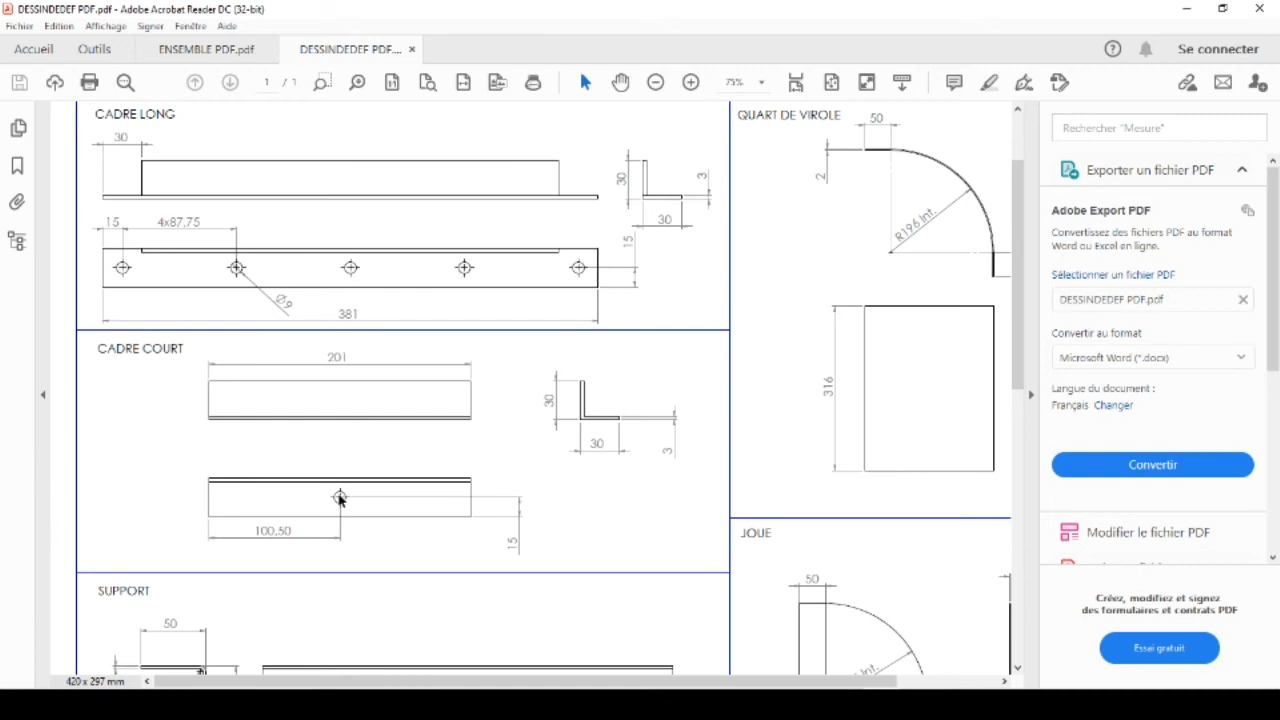 DESSINDEDEF PDF.pdf - Adobe Acrobat Reader DC (32-bit)
Fichier Edition Affichage Signer Fenêtre Aide
Accueil Outils ENSEMBLE PDF.pdf DESSINDEDEF PDF.... × Se connecter
1 / 1 75%
CADRE LONG
30
30
3
30
15
4x87,75
15
Ø9
381
CADRE COURT
201
30
30
3
100,50
15
SUPPORT
50
QUART DE VIROLE
50
2
R196 Int.
316
JOUE
50
Int.
420 x 297 mm
Rechercher "Mesure"
Exporter un fichier PDF
Adobe Export PDF
Convertissez des fichiers PDF au format
Word ou Excel en ligne.
Sélectionner un fichier PDF
DESSINDEDEF PDF.pdf
Convertir au format
Microsoft Word (*.docx)
Langue du document :
Français Changer
Convertir
Modifier le fichier PDF
Créez, modifiez et signez
des formulaires et contrats PDF
Essai gratuit